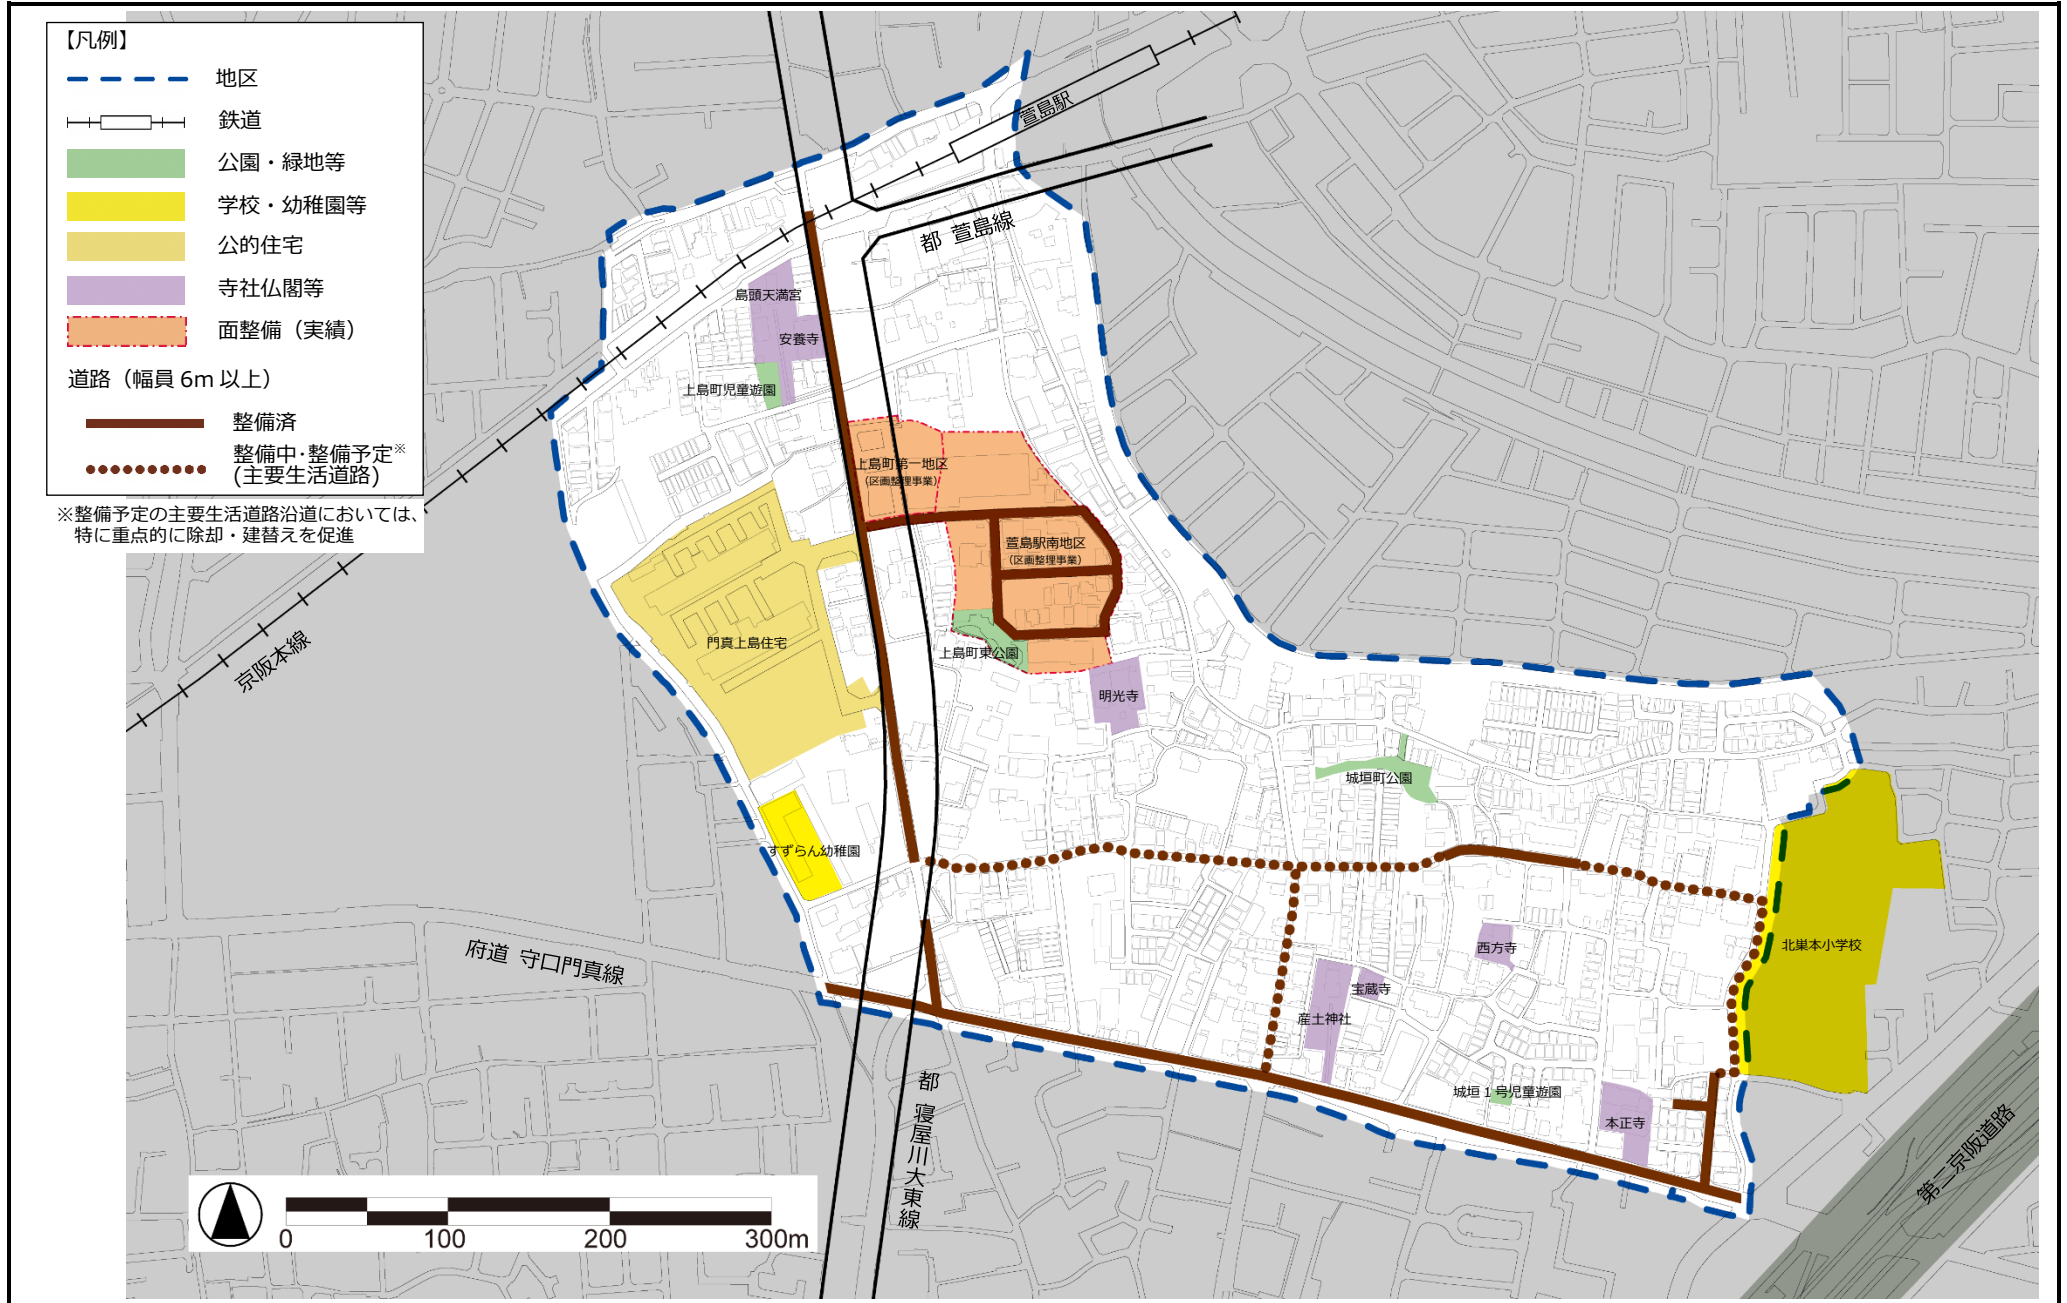 【凡例】
地区
鉄道
公園・緑地等
学校・幼稚園等
公的住宅
寺社仏閣等
面整備（実績）
道路（幅員 6m 以上）
整備済
整備中･整備予定※
(主要生活道路)
※整備予定の主要生活道路沿道においては、
特に重点的に除却・建替えを促進
萱島駅
都 萱島線
島頭天満宮
安養寺
上島町児童遊園
上島町第一地区
（区画整理事業）
萱島駅南地区
（区画整理事業）
門真上島住宅
上島町東公園
明光寺
京阪本線
城垣町公園
すずらん幼稚園
府道 守口門真線
西方寺
北巣本小学校
宝蔵寺
産土神社
城垣 1 号児童遊園
本正寺
都 寝屋川大東線
第二京阪道路
0 100 200 300m